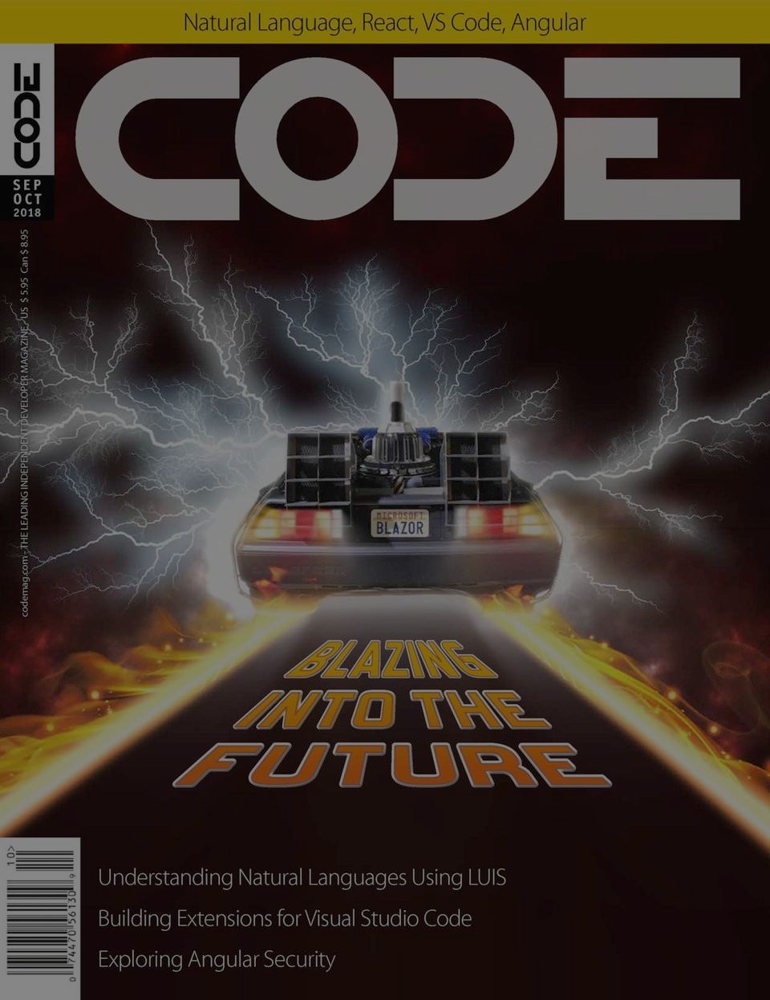 Natural Language, React, VS Code, Angular
CODE
CODE
SEP
OCT
2018
codemag.com - THE LEADING INDEPENDENT DEVELOPER MAGAZINE - US $ 5.95 Can $ 8.95
MICROSOFT
BLAZOR
BLAZING
INTO THE
FUTURE
10>
0 74470 56130 9
Understanding Natural Languages Using LUIS
Building Extensions for Visual Studio Code
Exploring Angular Security